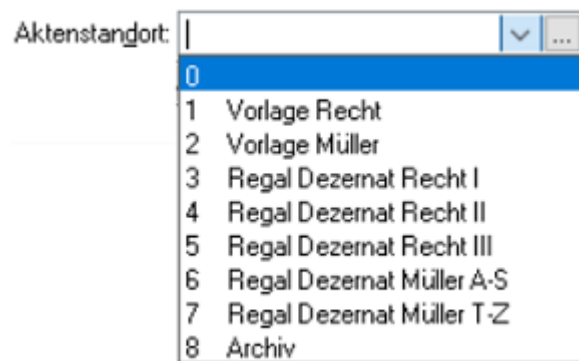 Aktenstandort: ...
0
1 Vorlage Recht
2 Vorlage Müller
3 Regal Dezernat Recht I
4 Regal Dezernat Recht II
5 Regal Dezernat Recht III
6 Regal Dezernat Müller A-S
7 Regal Dezernat Müller T-Z
8 Archiv